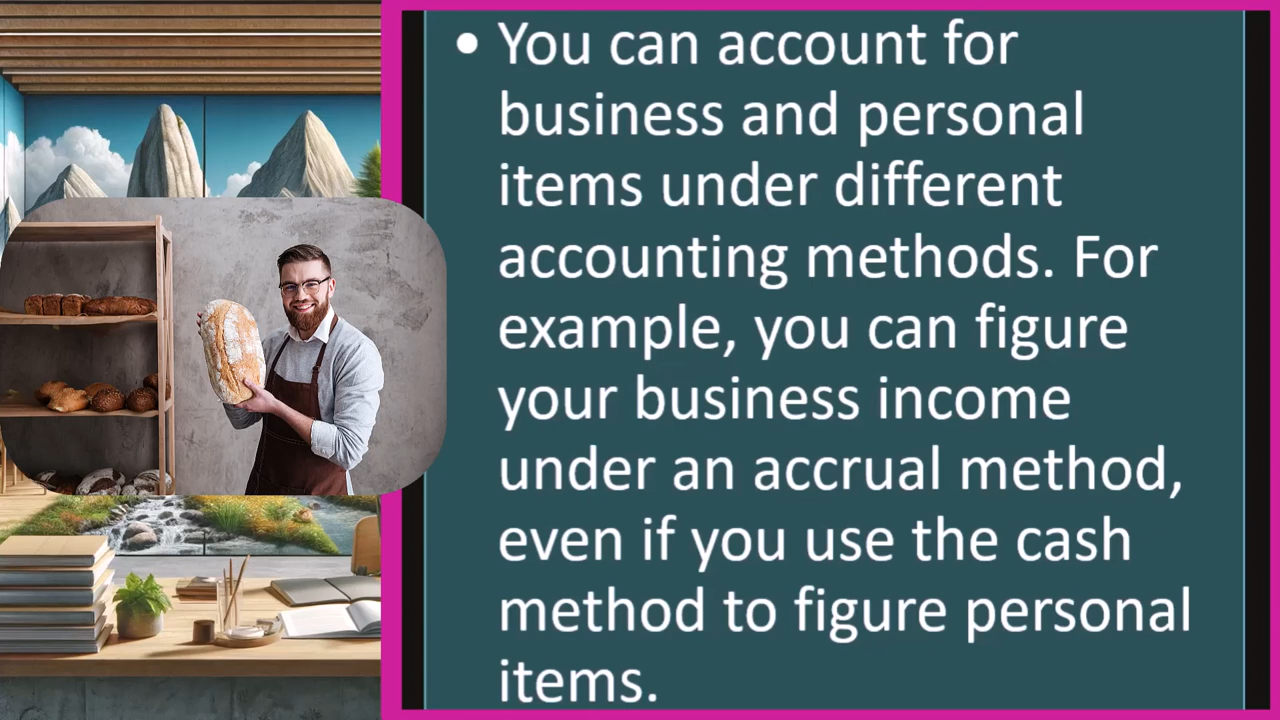 • You can account for
business and personal
items under different
accounting methods. For
example, you can figure
your business income
under an accrual method,
even if you use the cash
method to figure personal
items.